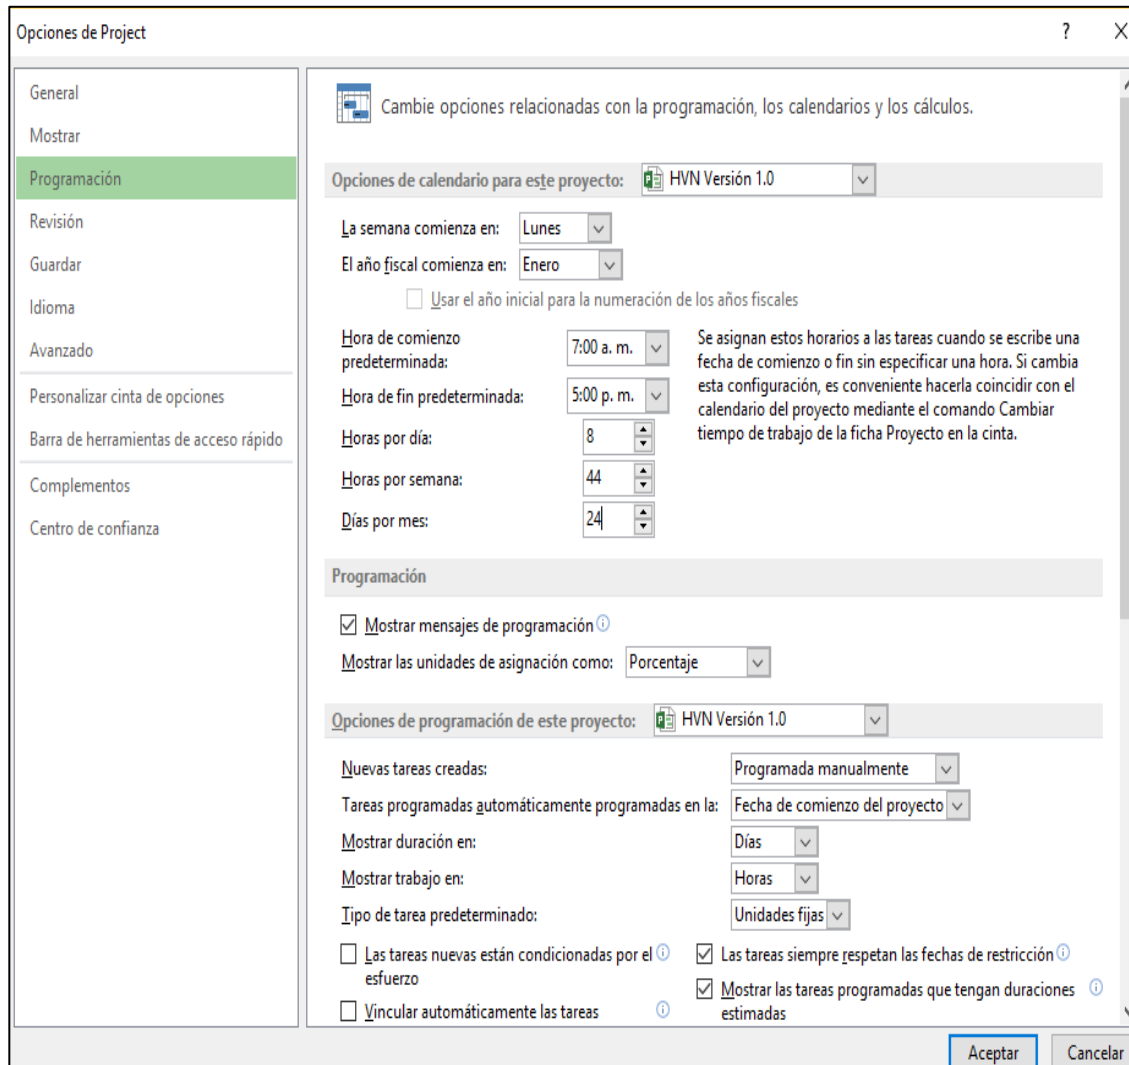 Opciones de Project
?
X
General
Mostrar
Programación
Revisión
Guardar
Idioma
Avanzado
Personalizar cinta de opciones
Barra de herramientas de acceso rápido
Complementos
Centro de confianza
Cambie opciones relacionadas con la programación, los calendarios y los cálculos.
Opciones de calendario para este proyecto: HVN Versión 1.0
La semana comienza en: Lunes
El año fiscal comienza en: Enero
Usar el año inicial para la numeración de los años fiscales
Hora de comienzo
predeterminada: 7:00 a. m.
Hora de fin predeterminada: 5:00 p. m.
Horas por día: 8
Horas por semana: 44
Días por mes: 24
Se asignan estos horarios a las tareas cuando se escribe una
fecha de comienzo o fin sin especificar una hora. Si cambia
esta configuración, es conveniente hacerla coincidir con el
calendario del proyecto mediante el comando Cambiar
tiempo de trabajo de la ficha Proyecto en la cinta.
Programación
Mostrar mensajes de programación
Mostrar las unidades de asignación como: Porcentaje
Opciones de programación de este proyecto: HVN Versión 1.0
Nuevas tareas creadas: Programada manualmente
Tareas programadas automáticamente programadas en la: Fecha de comienzo del proyecto
Mostrar duración en: Días
Mostrar trabajo en: Horas
Tipo de tarea predeterminado: Unidades fijas
Las tareas nuevas están condicionadas por el
esfuerzo
Vincular automáticamente las tareas
Las tareas siempre respetan las fechas de restricción
Mostrar las tareas programadas que tengan duraciones
estimadas
Aceptar
Cancelar